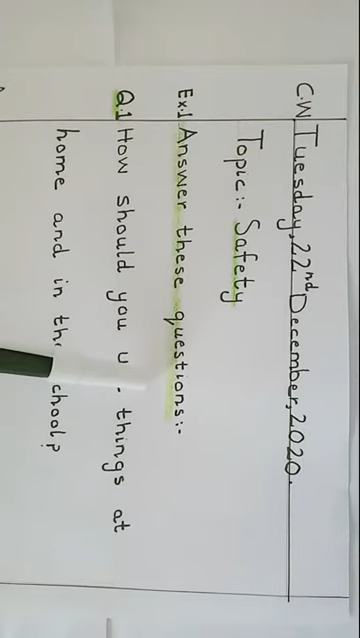 C.W Tuesday, 22nd December, 2020.
Topic:- Safety
Ex.1 Answer these questions:-
Q.1 How should you things at
home and in